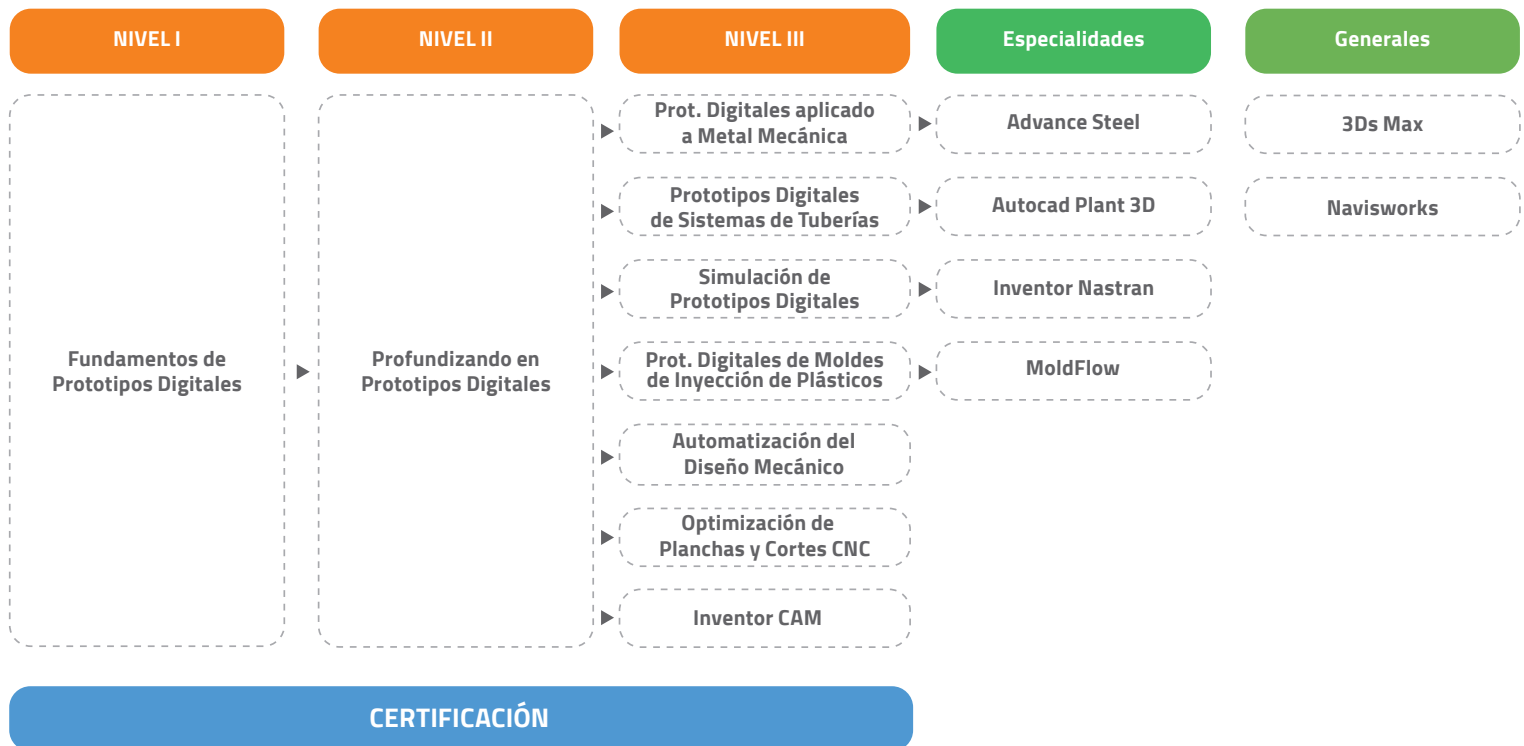 NIVEL I
NIVEL II
NIVEL III
Especialidades
Generales
Fundamentos de
Prototipos Digitales
Profundizando en
Prototipos Digitales
Prot. Digitales aplicado
a Metal Mecánica
Prototipos Digitales
de Sistemas de Tuberías
Simulación de
Prototipos Digitales
Prot. Digitales de Moldes
de Inyección de Plásticos
Automatización del
Diseño Mecánico
Optimización de
Planchas y Cortes CNC
Inventor CAM
Advance Steel
Autocad Plant 3D
Inventor Nastran
MoldFlow
3Ds Max
Navisworks
CERTIFICACIÓN